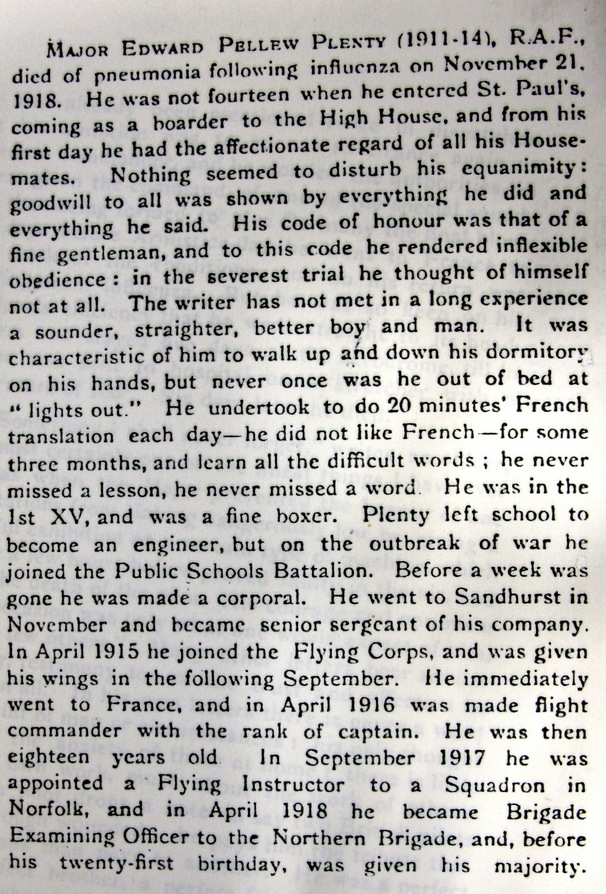 MAJOR EDWARD PELLEW PLENTY (1911-14), R.A.F.,
died of pneumonia following influenza on November 21,
1918. He was not fourteen when he entered St. Paul's,
coming as a boarder to the High House, and from his
first day he had the affectionate regard of all his House-
mates. Nothing seemed to disturb his equanimity:
goodwill to all was shown by everything he did and
everything he said. His code of honour was that of a
fine gentleman, and to this code he rendered inflexible
obedience: in the severest trial he thought of himself
not at all. The writer has not met in a long experience
a sounder, straighter, better boy and man. It was
characteristic of him to walk up and down his dormitory
on his hands, but never once was he out of bed at
"lights out." He undertook to do 20 minutes' French
translation each day—he did not like French—for some
three months, and learn all the difficult words; he never
missed a lesson, he never missed a word. He was in the
1st XV, and was a fine boxer. Plenty left school to
become an engineer, but on the outbreak of war he
joined the Public Schools Battalion. Before a week was
gone he was made a corporal. He went to Sandhurst in
November and became senior sergeant of his company.
In April 1915 he joined the Flying Corps, and was given
his wings in the following September. He immediately
went to France, and in April 1916 was made flight
commander with the rank of captain. He was then
eighteen years old. In September 1917 he was
appointed a Flying Instructor to a Squadron in
Norfolk, and in April 1918 he became Brigade
Examining Officer to the Northern Brigade, and, before
his twenty-first birthday, was given his majority.